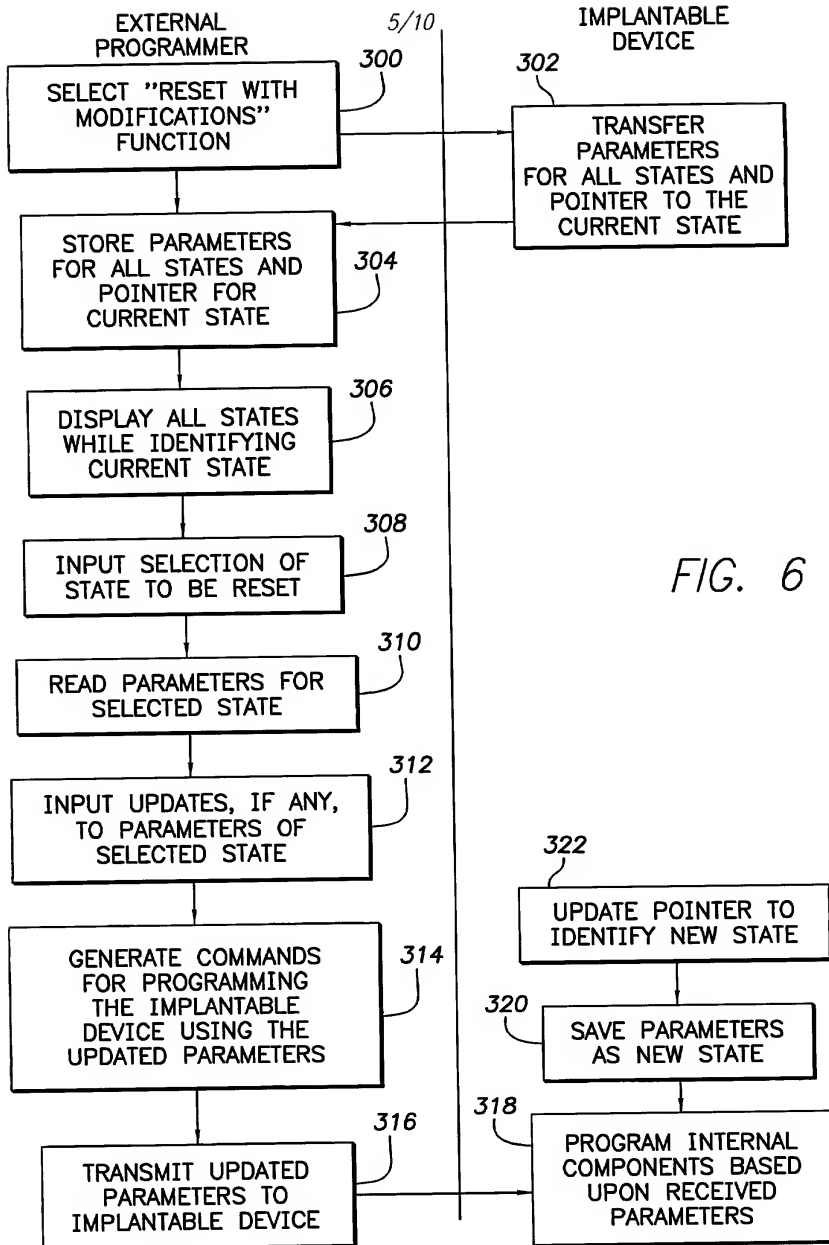 5/10
EXTERNAL
PROGRAMMER
300
SELECT "RESET WITH
MODIFICATIONS"
FUNCTION
STORE PARAMETERS
FOR ALL STATES AND
POINTER FOR
CURRENT STATE
304
306
DISPLAY ALL STATES
WHILE IDENTIFYING
CURRENT STATE
308
INPUT SELECTION OF
STATE TO BE RESET
310
READ PARAMETERS FOR
SELECTED STATE
312
INPUT UPDATES, IF ANY,
TO PARAMETERS OF
SELECTED STATE
GENERATE COMMANDS
FOR PROGRAMMING
THE IMPLANTABLE
DEVICE USING THE
UPDATED PARAMETERS
314
316
TRANSMIT UPDATED
PARAMETERS TO
IMPLANTABLE DEVICE
IMPLANTABLE
DEVICE
302
TRANSFER
PARAMETERS
FOR ALL STATES AND
POINTER TO THE
CURRENT STATE
FIG. 6
322
UPDATE POINTER TO
IDENTIFY NEW STATE
320
SAVE PARAMETERS
AS NEW STATE
318
PROGRAM INTERNAL
COMPONENTS BASED
UPON RECEIVED
PARAMETERS